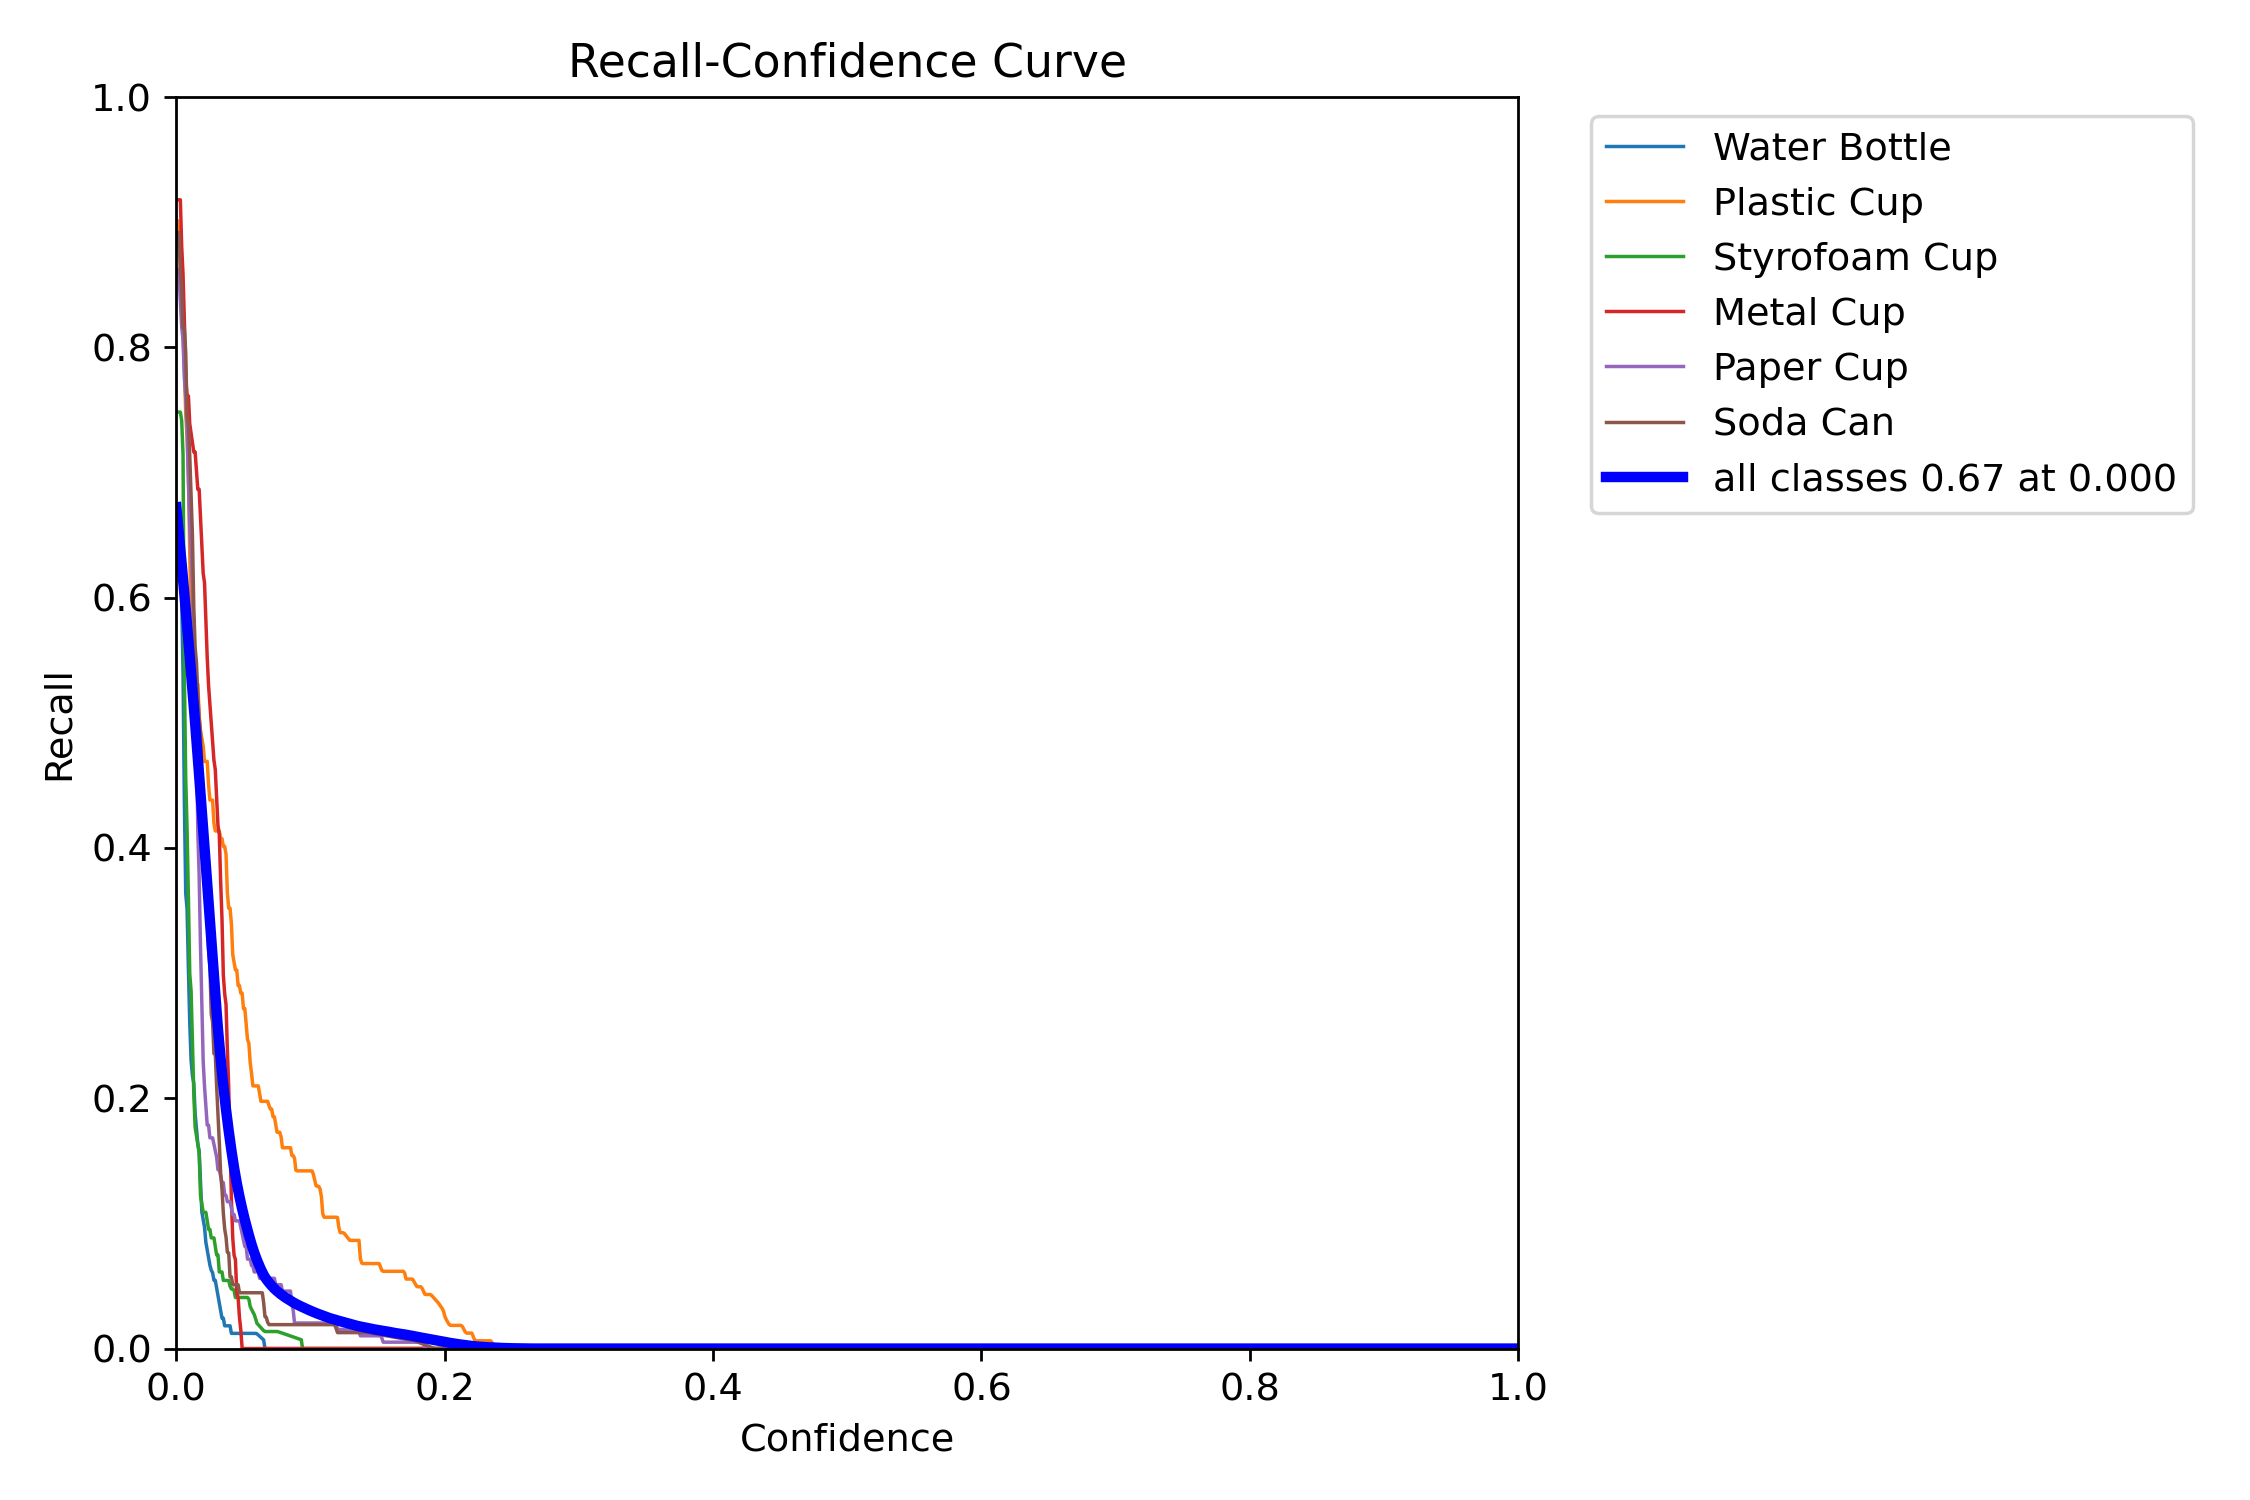 Recall-Confidence Curve
1.0
0.8
0.6
0.4
0.2
0.0
Recall
0.0 0.2 0.4 0.6 0.8 1.0
Confidence
Water Bottle
Plastic Cup
Styrofoam Cup
Metal Cup
Paper Cup
Soda Can
all classes 0.67 at 0.000